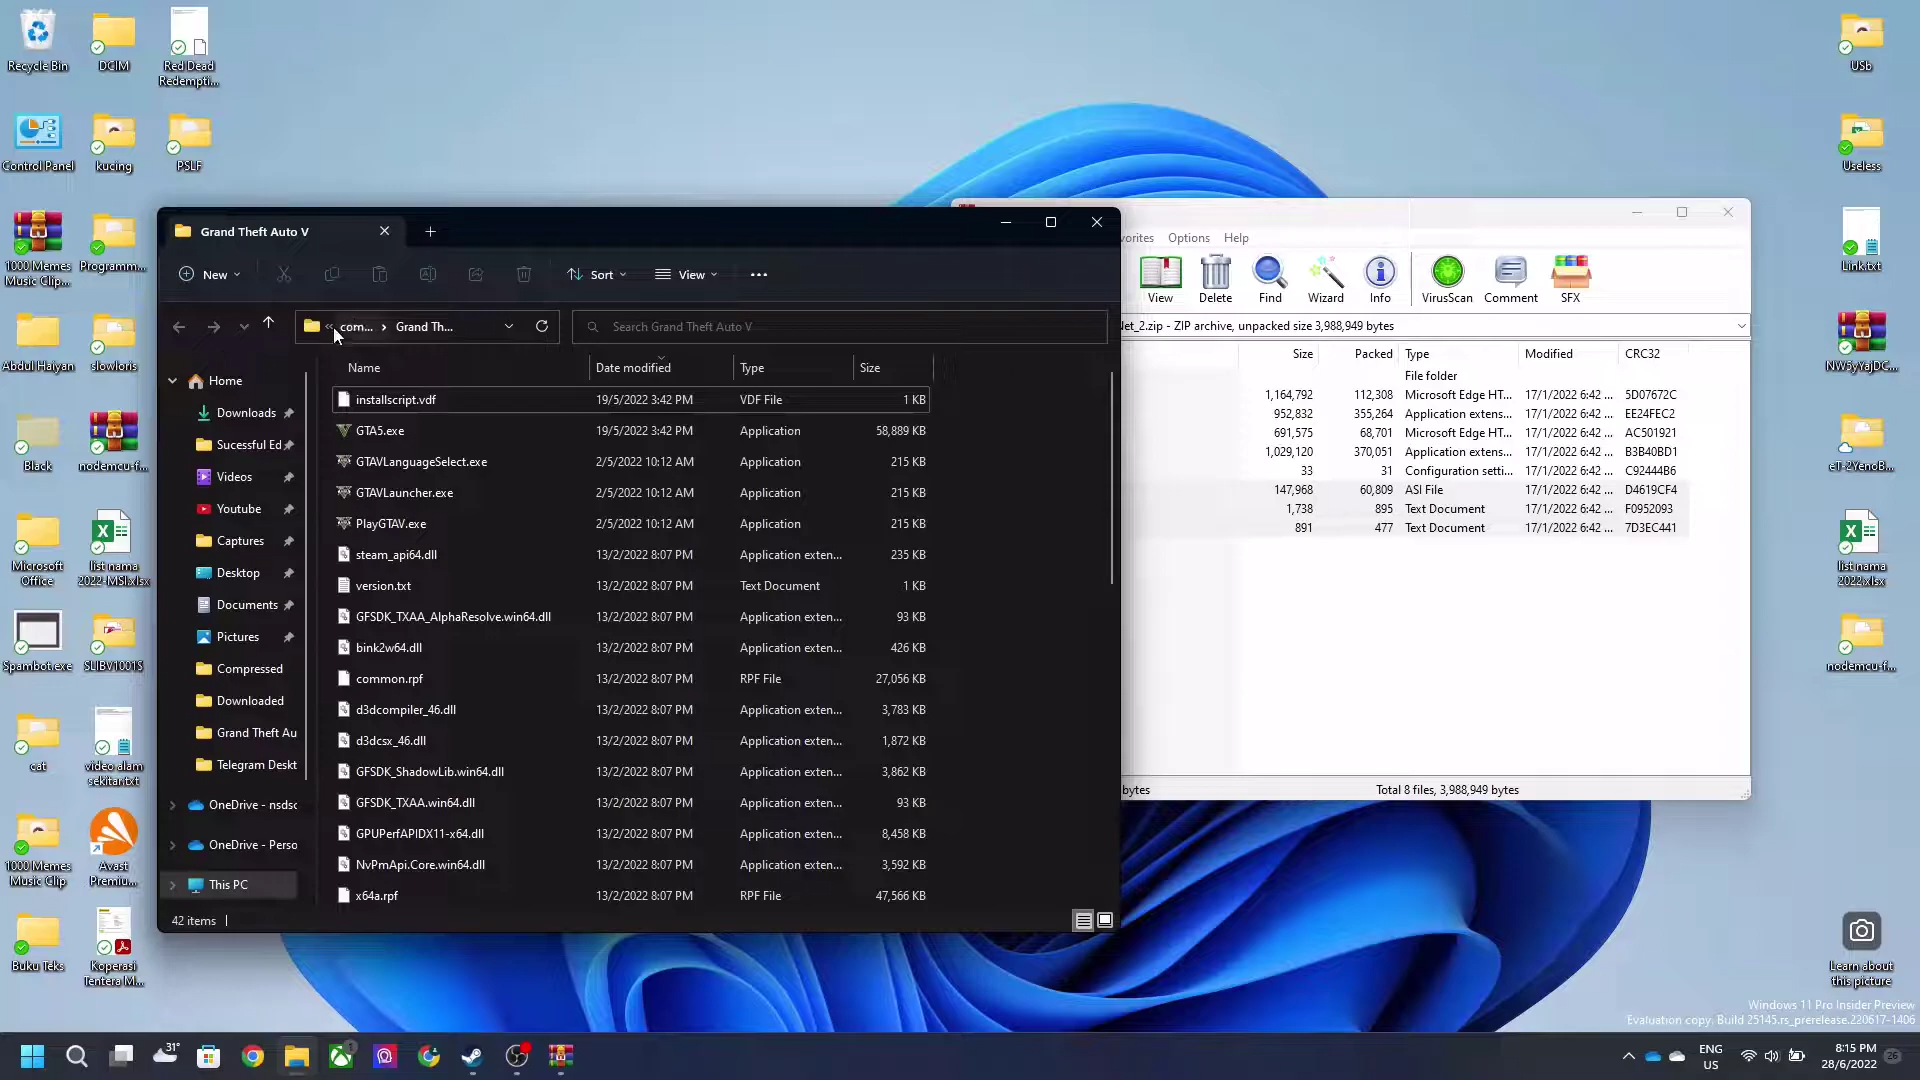 Recycle Bin
DCIM
Red Dead
Redempti...
Control Panel
kucing
PSLF
1000 Memes
Music Clip...
Programm...
Abdul Haiyan
slowloris
Black
nodemcu-f...
Microsoft
Office
list nama
2022-MSI.xlsx
Spambot.exe
SLIBV1001S
cat
video alam
sekitar.txt
1000 Memes
Music Clip
Avast
Premiu...
Buku Teks
Koperasi
Tentera M...
Grand Theft Auto V
New
Sort
View
« com... › Grand Th...
Search Grand Theft Auto V
Home
Downloads
Sucessful Ed
Videos
Youtube
Captures
Desktop
Documents
Pictures
Compressed
Downloaded
Grand Theft Au
Telegram Deskt
OneDrive - nsdsc
OneDrive - Perso
This PC
Name Date modified Type Size
installscript.vdf 19/5/2022 3:42 PM VDF File 1 KB
GTA5.exe 19/5/2022 3:42 PM Application 58,889 KB
GTAVLanguageSelect.exe 2/5/2022 10:12 AM Application 215 KB
GTAVLauncher.exe 2/5/2022 10:12 AM Application 215 KB
PlayGTAV.exe 2/5/2022 10:12 AM Application 215 KB
steam_api64.dll 13/2/2022 8:07 PM Application exten... 235 KB
version.txt 13/2/2022 8:07 PM Text Document 1 KB
GFSDK_TXAA_AlphaResolve.win64.dll 13/2/2022 8:07 PM Application exten... 93 KB
bink2w64.dll 13/2/2022 8:07 PM Application exten... 426 KB
common.rpf 13/2/2022 8:07 PM RPF File 27,056 KB
d3dcompiler_46.dll 13/2/2022 8:07 PM Application exten... 3,783 KB
d3dcsx_46.dll 13/2/2022 8:07 PM Application exten... 1,872 KB
GFSDK_ShadowLib.win64.dll 13/2/2022 8:07 PM Application exten... 3,862 KB
GFSDK_TXAA.win64.dll 13/2/2022 8:07 PM Application exten... 93 KB
GPUPerfAPIDX11-x64.dll 13/2/2022 8:07 PM Application exten... 8,458 KB
NvPmApi.Core.win64.dll 13/2/2022 8:07 PM Application exten... 3,592 KB
x64a.rpf 13/2/2022 8:07 PM RPF File 47,566 KB
42 items
vorites Options Help
View Delete Find Wizard Info VirusScan Comment SFX
Net_2.zip - ZIP archive, unpacked size 3,988,949 bytes
Size Packed Type Modified CRC32
File folder
1,164,792 112,308 Microsoft Edge HT... 17/1/2022 6:42 ... 5D07672C
952,832 355,264 Application extens... 17/1/2022 6:42 ... EE24FEC2
691,575 68,701 Microsoft Edge HT... 17/1/2022 6:42 ... AC501921
1,029,120 370,051 Application extens... 17/1/2022 6:42 ... B3B40BD1
33 31 Configuration setti... 17/1/2022 6:42 ... C92444B6
147,968 60,809 ASI File 17/1/2022 6:42 ... D4619CF4
1,738 895 Text Document 17/1/2022 6:42 ... F0952093
891 477 Text Document 17/1/2022 6:42 ... 7D3EC441
bytes
Total 8 files, 3,988,949 bytes
USb
Useless
Link.txt
NW5yYajDC...
eT-2YenoB...
list nama
2022.xlsx
nodemcu-f...
Learn about
this picture
Windows 11 Pro Insider Preview
Evaluation copy. Build 25145.rs_prerelease.220617-1406
31°
1
ENG
US
8:15 PM
28/6/2022
26